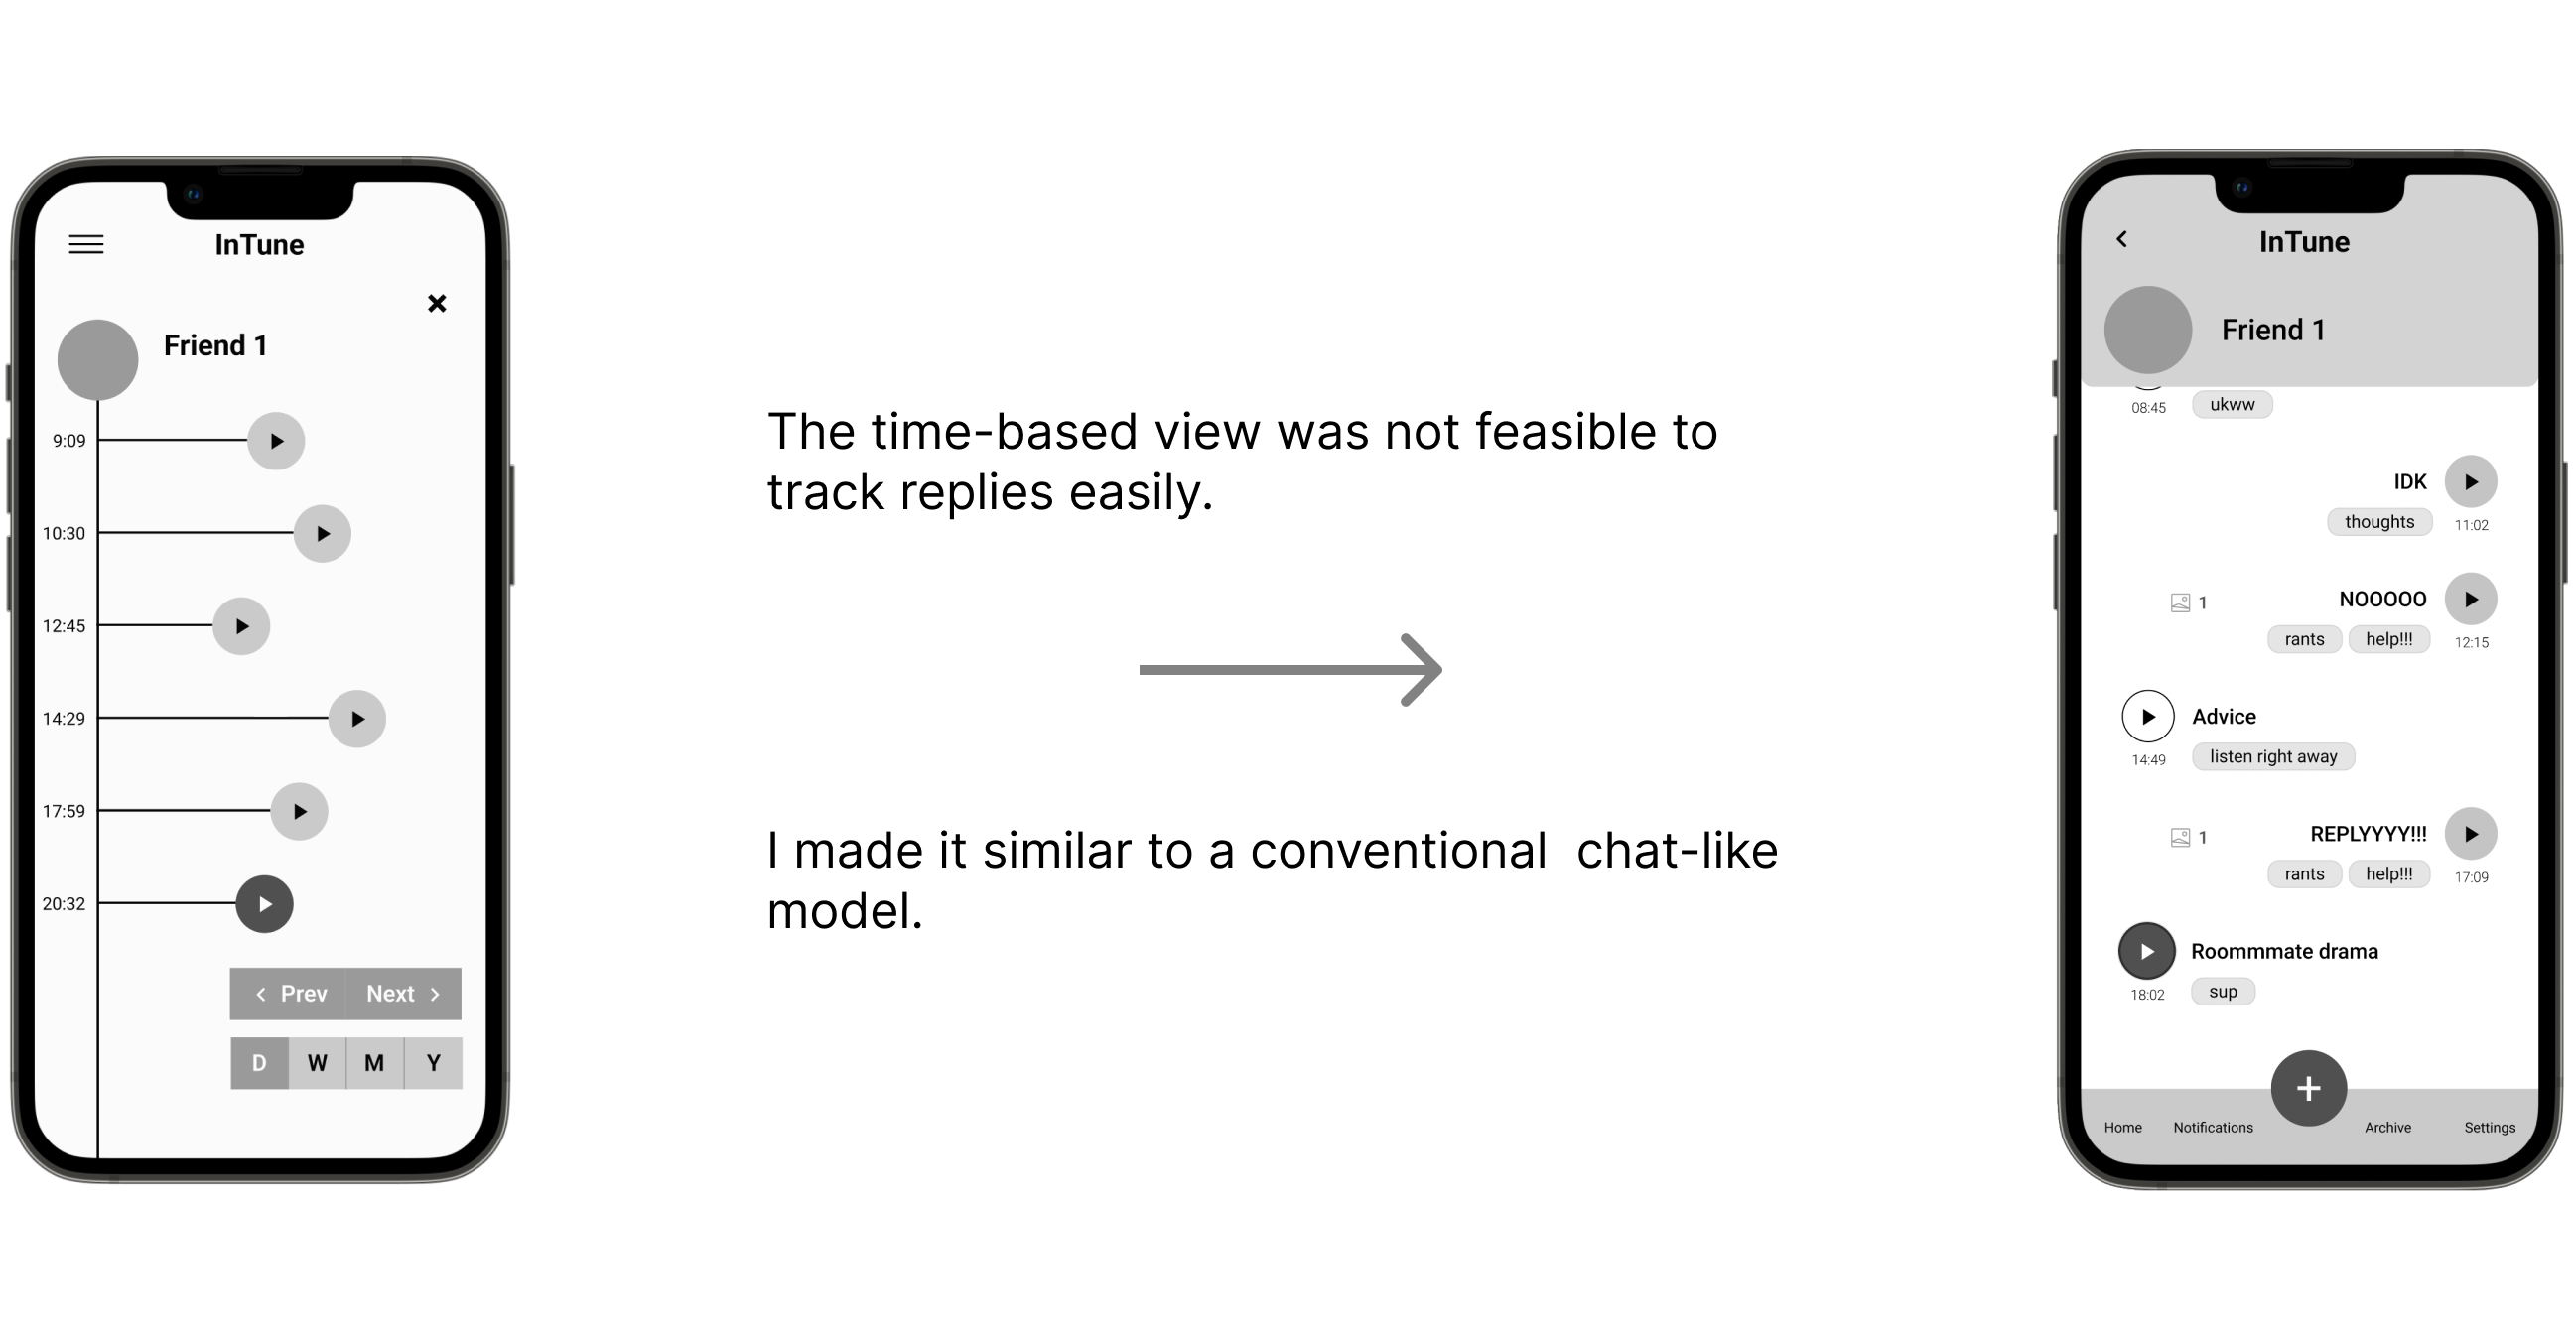 InTune
Friend 1
9:09
10:30
12:45
14:29
17:59
20:32
Prev Next
D W M Y
The time-based view was not feasible to
track replies easily.
I made it similar to a conventional chat-like
model.
InTune
Friend 1
08:45 ukww
IDK
thoughts 11:02
1 NOOOOO
rants help!!! 12:15
Advice
14:49 listen right away
1 REPLYYYY!!!
rants help!!! 17:09
Roommmate drama
18:02 sup
+
Home Notifications Archive Settings